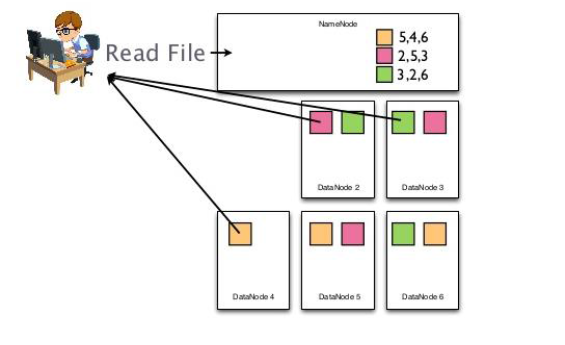 NameNode
Read File
5,4,6
2,5,3
3,2,6
DataNode 2
DataNode 3
DataNode 4
DataNode 5
DataNode 6